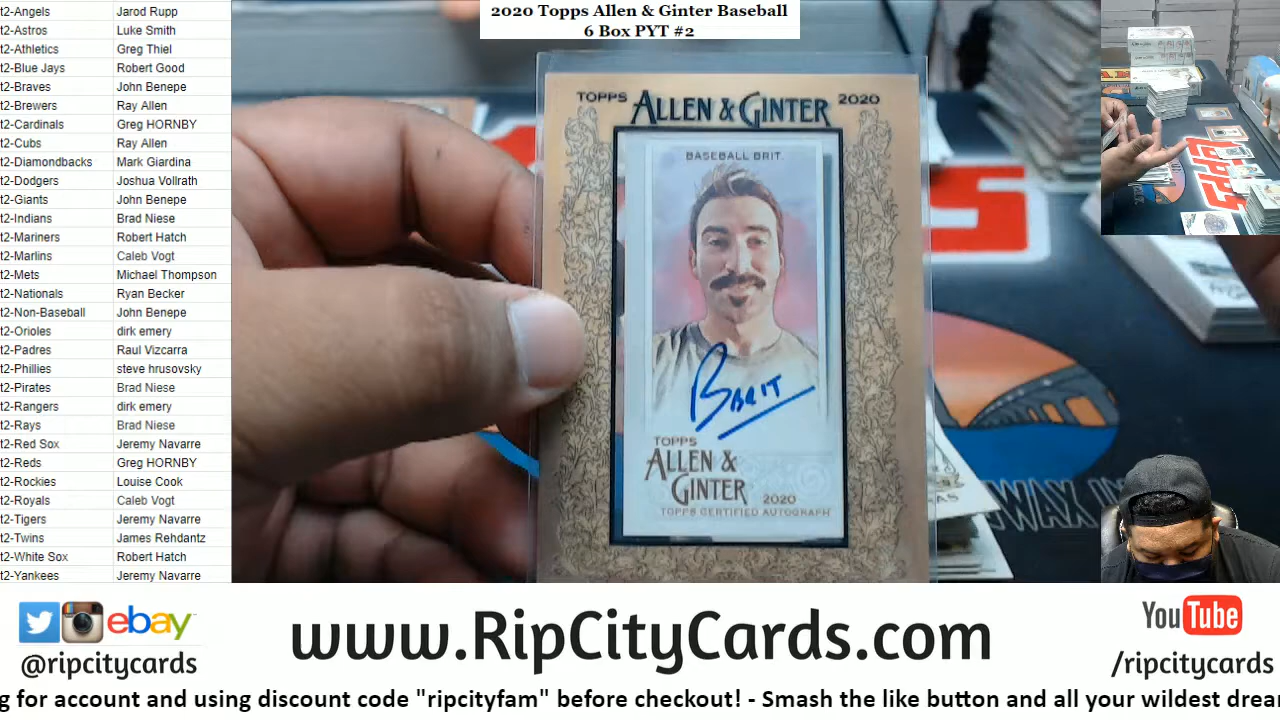 2020 Topps Allen & Ginter Baseball
6 Box PYT #2
t2-Angels Jarod Rupp
t2-Astros Luke Smith
t2-Athletics Greg Thiel
t2-Blue Jays Robert Good
t2-Braves John Benepe
t2-Brewers Ray Allen
t2-Cardinals Greg HORNBY
t2-Cubs Ray Allen
t2-Diamondbacks Mark Giardina
t2-Dodgers Joshua Vollrath
t2-Giants John Benepe
t2-Indians Brad Niese
t2-Mariners Robert Hatch
t2-Marlins Caleb Vogt
t2-Mets Michael Thompson
t2-Nationals Ryan Becker
t2-Non-Baseball John Benepe
t2-Orioles dirk emery
t2-Padres Raul Vizcarra
t2-Phillies steve hrusovsky
t2-Pirates Brad Niese
t2-Rangers dirk emery
t2-Rays Brad Niese
t2-Red Sox Jeremy Navarre
t2-Reds Greg HORNBY
t2-Rockies Louise Cook
t2-Royals Caleb Vogt
t2-Tigers Jeremy Navarre
t2-Twins James Rehdantz
t2-White Sox Robert Hatch
t2-Yankees Jeremy Navarre
TOPPS ALLEN & GINTER 2020
BASEBALL BRIT
BBRIT
TOPPS
ALLEN &
GINTER 2020
TOPPS CERTIFIED AUTOGRAPH
TOPPS
WAX
ebay
@ripcitycards
www.RipCityCards.com
YouTube
/ripcitycards
g for account and using discount code "ripcityfam" before checkout! - Smash the like button and all your wildest drea